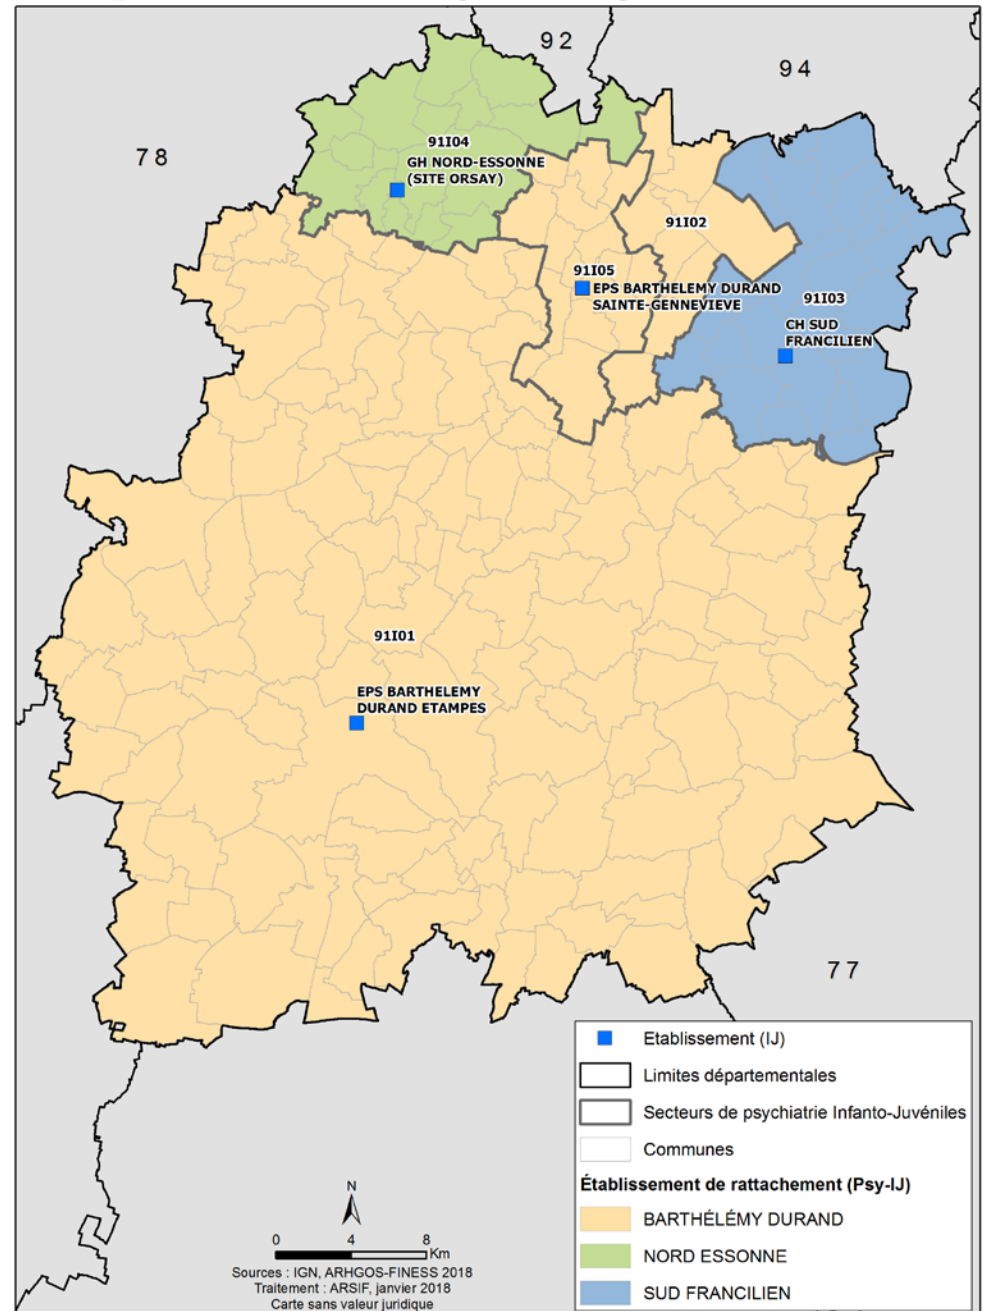 92
94
78
91I04
GH NORD-ESSONNE
(SITE ORSAY)
91I02
91I05
EPS BARTHELEMY DURAND
SAINTE-GENNEVIEVE
91I03
CH SUD
FRANCILIEN
91I01
EPS BARTHELEMY
DURAND ETAMPES
77
Etablissement (IJ)
Limites départementales
Secteurs de psychiatrie Infanto-Juvéniles
Communes
Établissement de rattachement (Psy-IJ)
BARTHÉLÉMY DURAND
NORD ESSONNE
SUD FRANCILIEN
N
0 4 8
Km
Sources : IGN, ARHGOS-FINESS 2018
Traitement : ARSIF, janvier 2018
Carte sans valeur juridique